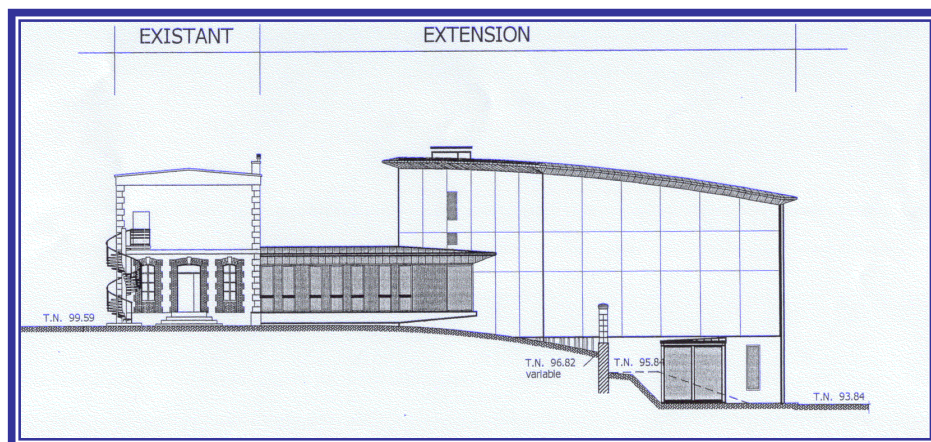 EXISTANT
EXTENSION
T.N. 99.59
T.N. 96.82
variable
T.N. 95.84
T.N. 93.84